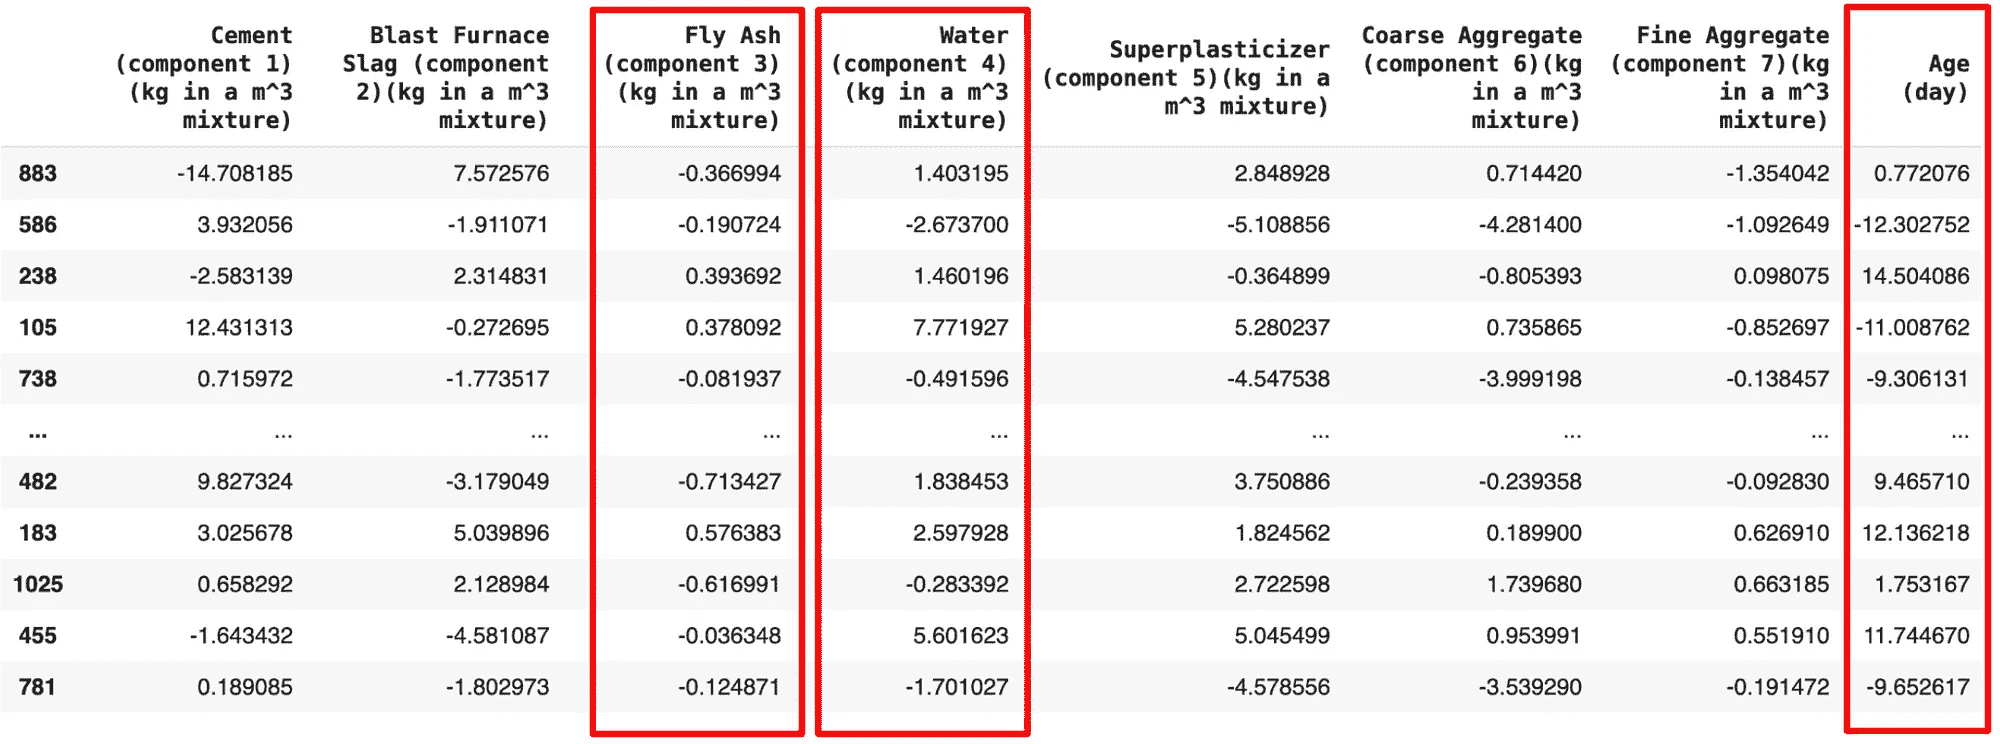 Cement (component 1) (kg in a m^3 mixture) Blast Furnace Slag (component 2)(kg in a m^3 mixture) Fly Ash (component 3) (kg in a m^3 mixture) Water (component 4) (kg in a m^3 mixture) Superplasticizer (component 5)(kg in a m^3 mixture) Coarse Aggregate (component 6)(kg in a m^3 mixture) Fine Aggregate (component 7)(kg in a m^3 mixture) Age (day)
883 -14.708185 7.572576 -0.366994 1.403195 2.848928 0.714420 -1.354042 0.772076
586 3.932056 -1.911071 -0.190724 -2.673700 -5.108856 -4.281400 -1.092649 -12.302752
238 -2.583139 2.314831 0.393692 1.460196 -0.364899 -0.805393 0.098075 14.504086
105 12.431313 -0.272695 0.378092 7.771927 5.280237 0.735865 -0.852697 -11.008762
738 0.715972 -1.773517 -0.081937 -0.491596 -4.547538 -3.999198 -0.138457 -9.306131
... ... ... ... ... ... ... ... ...
482 9.827324 -3.179049 -0.713427 1.838453 3.750886 -0.239358 -0.092830 9.465710
183 3.025678 5.039896 0.576383 2.597928 1.824562 0.189900 0.626910 12.136218
1025 0.658292 2.128984 -0.616991 -0.283392 2.722598 1.739680 0.663185 1.753167
455 -1.643432 -4.581087 -0.036348 5.601623 5.045499 0.953991 0.551910 11.744670
781 0.189085 -1.802973 -0.124871 -1.701027 -4.578556 -3.539290 -0.191472 -9.652617